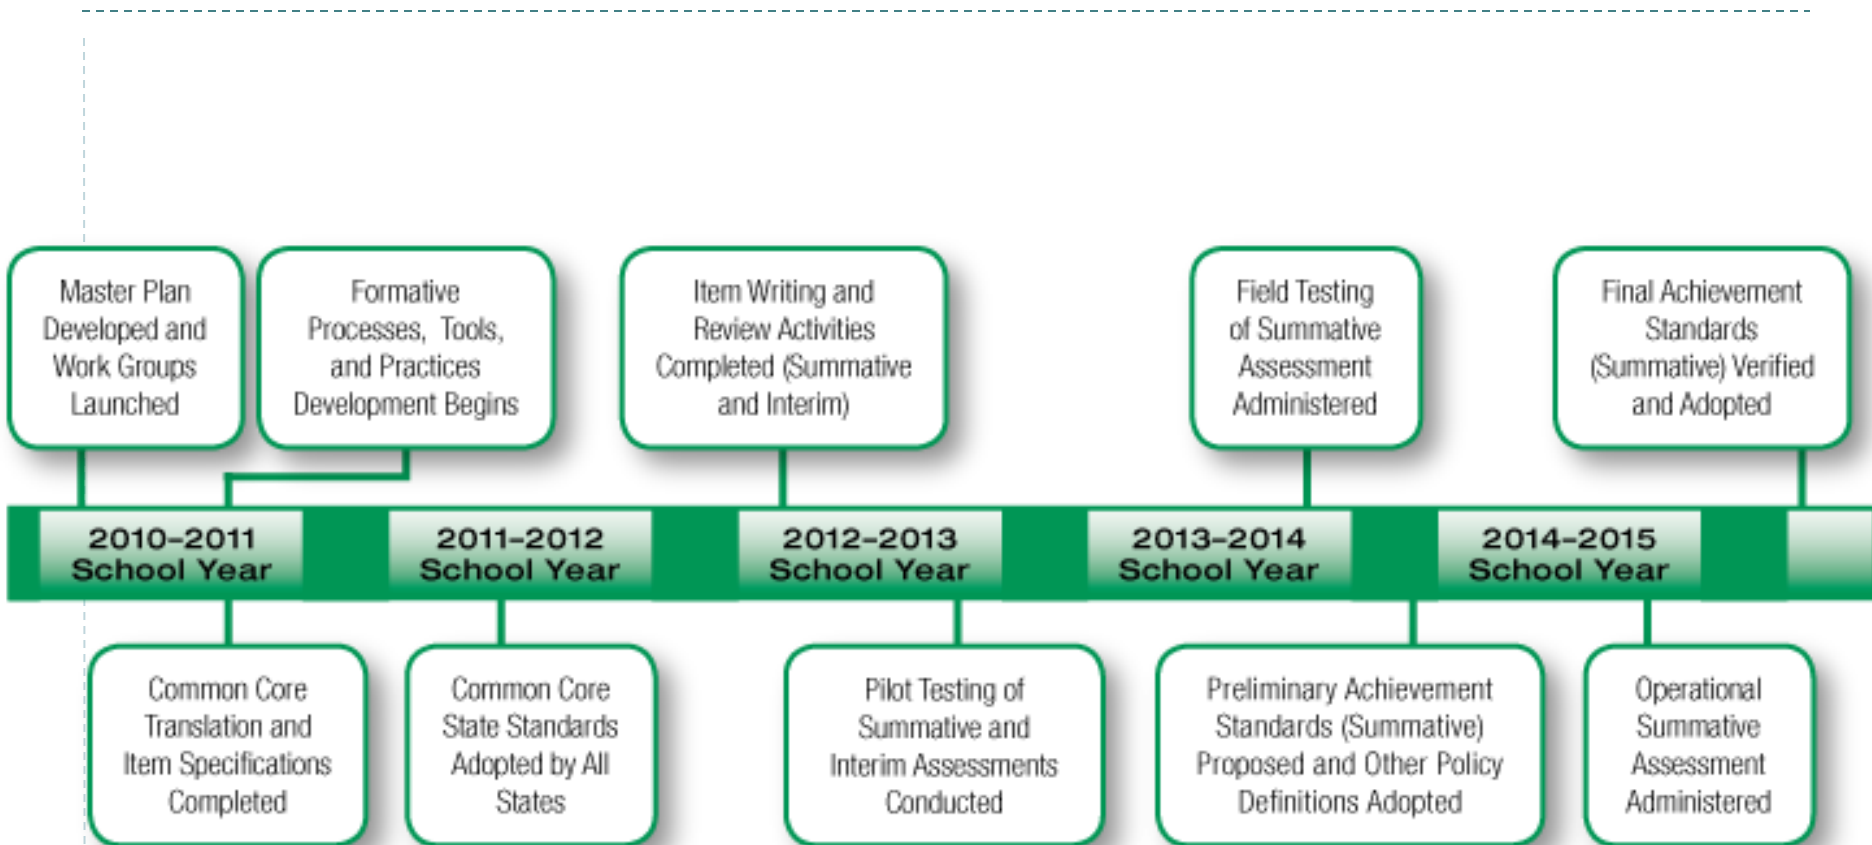 Master Plan
Developed and
Work Groups
Launched
Formative
Processes, Tools,
and Practices
Development Begins
Item Writing and
Review Activities
Completed (Summative
and Interim)
Field Testing
of Summative
Assessment
Administered
Final Achievement
Standards
(Summative) Verified
and Adopted
2010–2011
School Year
2011–2012
School Year
2012–2013
School Year
2013–2014
School Year
2014–2015
School Year
Common Core
Translation and
Item Specifications
Completed
Common Core
State Standards
Adopted by All
States
Pilot Testing of
Summative and
Interim Assessments
Conducted
Preliminary Achievement
Standards (Summative)
Proposed and Other Policy
Definitions Adopted
Operational
Summative
Assessment
Administered